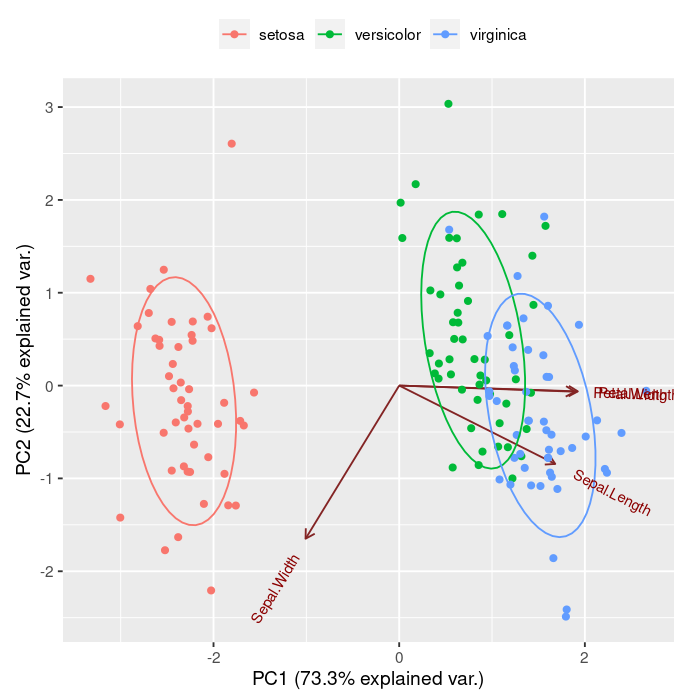 setosa versicolor virginica
PC2 (22.7% explained var.)
3
2
1
0
-1
-2
Sepal.Length
Sepal.Width
-2 0 2
PC1 (73.3% explained var.)